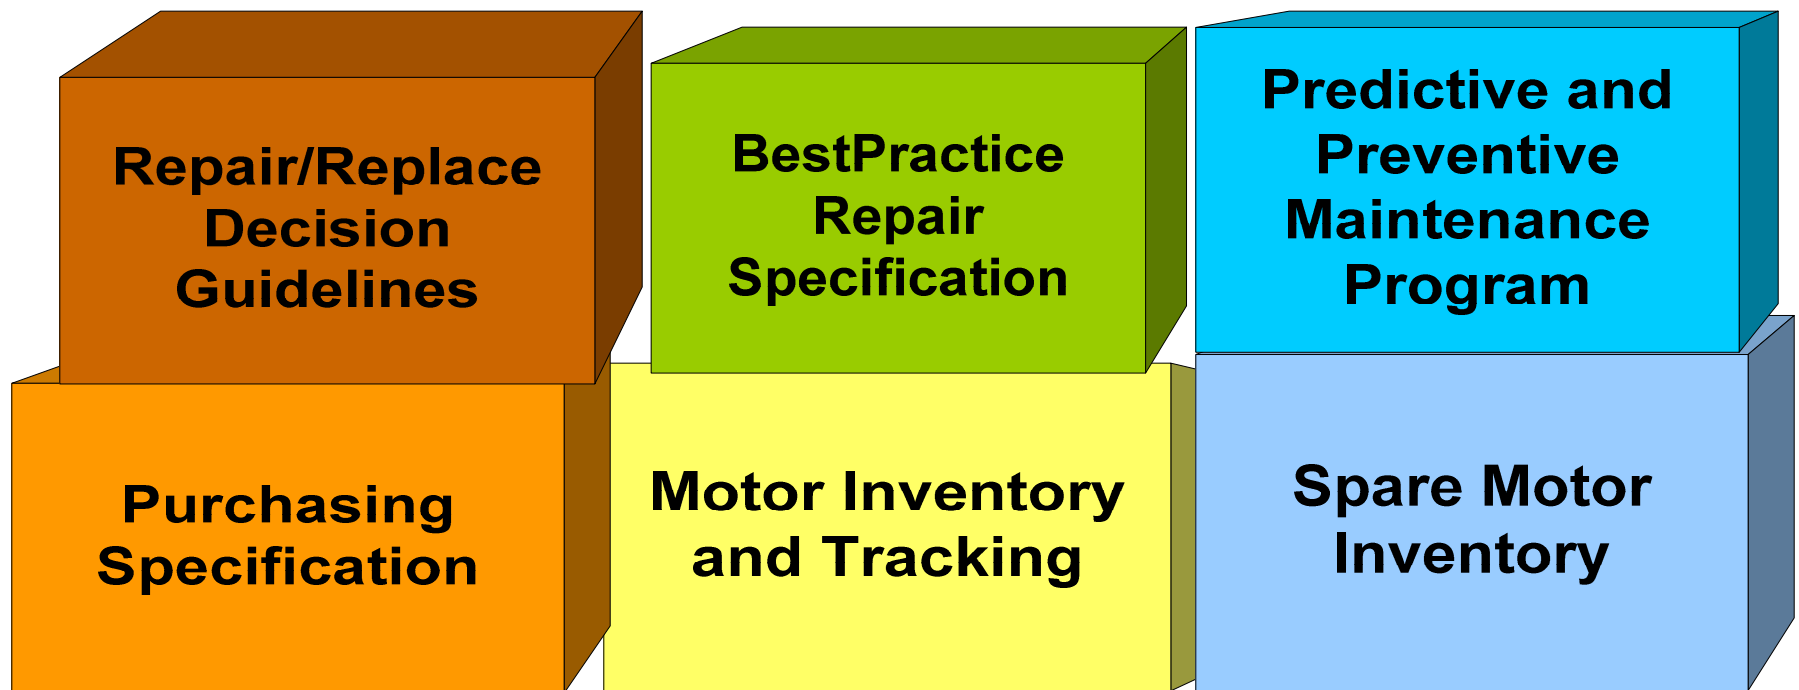 Repair/Replace
Decision
Guidelines
BestPractice
Repair
Specification
Predictive and
Preventive
Maintenance
Program
Purchasing
Specification
Motor Inventory
and Tracking
Spare Motor
Inventory